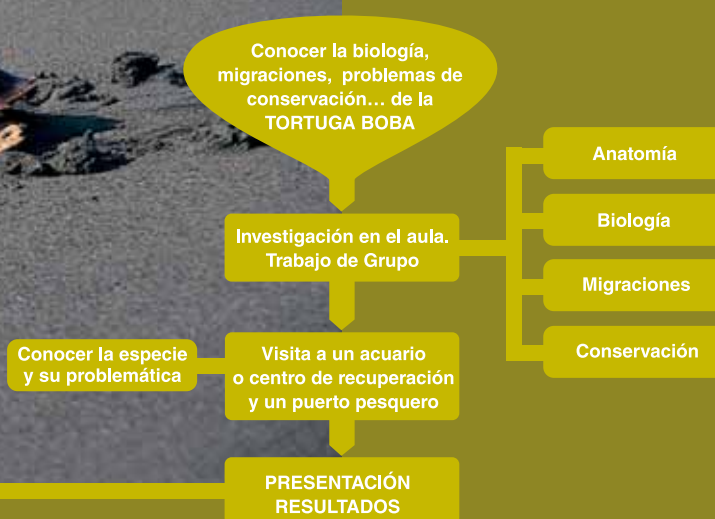 Conocer la biología,
migraciones, problemas de
conservación… de la
TORTUGA BOBA
Investigación en el aula.
Trabajo de Grupo
Anatomía
Biología
Migraciones
Conservación
Conocer la especie
y su problemática
Visita a un acuario
o centro de recuperación
y un puerto pesquero
PRESENTACIÓN
RESULTADOS